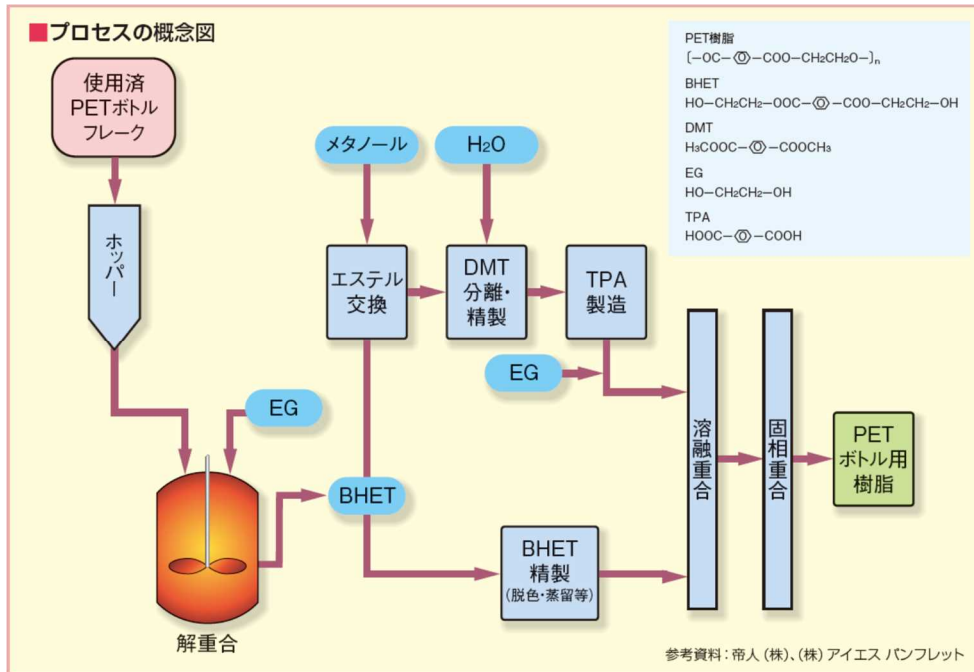 ■プロセスの概念図
使用済
PETボトル
フレーク
ホッパー
EG
解重合
BHET
メタノール
H₂O
エステル
交換
DMT
分離・
精製
TPA
製造
EG
BHET
精製
(脱色・蒸留等)
溶融重合
固相重合
PET
ボトル用
樹脂
PET樹脂
[-OC-⌬-COO-CH₂CH₂O-]ₙ
BHET
HO-CH₂CH₂-OOC-⌬-COO-CH₂CH₂-OH
DMT
H₃COOC-⌬-COOCH₃
EG
HO-CH₂CH₂-OH
TPA
HOOC-⌬-COOH
参考資料：帝人(株)、(株)アイエス パンフレット